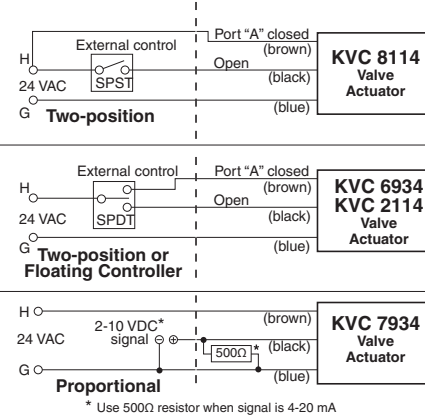 Port "A" closed
External control
(brown)
KVC 8114
Valve
Actuator
H
Open
SPST
(black)
24 VAC
(blue)
G
Two-position
External control
Port "A" closed
(brown)
KVC 6934
KVC 2114
Valve
Actuator
H
Open
(black)
24 VAC
SPDT
(blue)
G
Two-position or
Floating Controller
H
(brown)
KVC 7934
Valve
Actuator
2-10 VDC*
24 VAC
signal
*
(black)
500Ω
G
(blue)
Proportional
* Use 500Ω resistor when signal is 4-20 mA